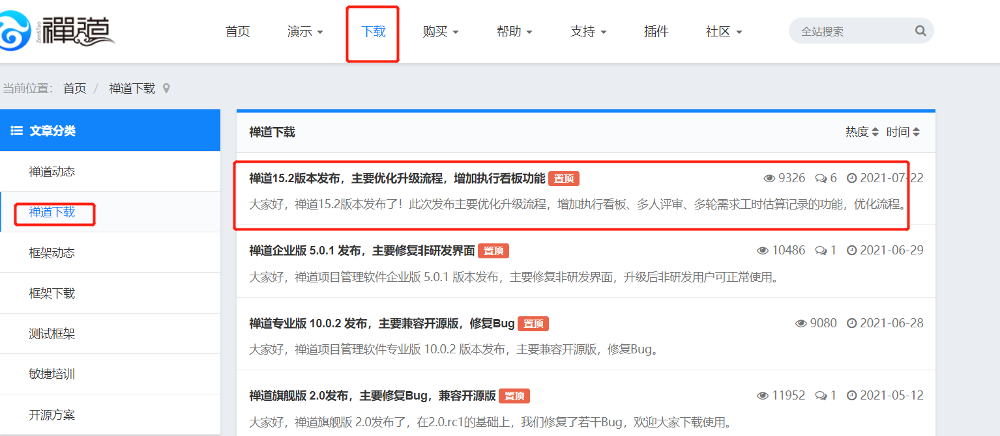 禅道
首页 演示 下载 购买 帮助 支持 插件 社区 全站搜索
当前位置： 首页 / 禅道下载
文章分类
禅道动态
禅道下载
框架动态
框架下载
测试框架
敏捷培训
开源方案
禅道下载 热度 时间
禅道15.2版本发布，主要优化升级流程，增加执行看板功能 置顶 9326 6 2021-07-22
大家好，禅道15.2版本发布了！此次发布主要优化升级流程，增加执行看板、多人评审、多轮需求工时估算记录的功能，优化流程。
禅道企业版 5.0.1 发布，主要修复非研发界面 置顶 10486 1 2021-06-29
大家好，禅道项目管理软件企业版 5.0.1 版本发布，主要修复非研发界面，升级后非研发用户可正常使用。
禅道专业版 10.0.2 发布，主要兼容开源版，修复Bug 置顶 9080 2021-06-28
大家好，禅道项目管理软件专业版 10.0.2 版本发布，主要兼容开源版，修复Bug。
禅道旗舰版 2.0发布，主要修复Bug，兼容开源版 置顶 11952 1 2021-05-12
大家好，禅道旗舰版 2.0发布了，在2.0.rc1的基础上，我们修复了若干Bug，欢迎大家下载使用。